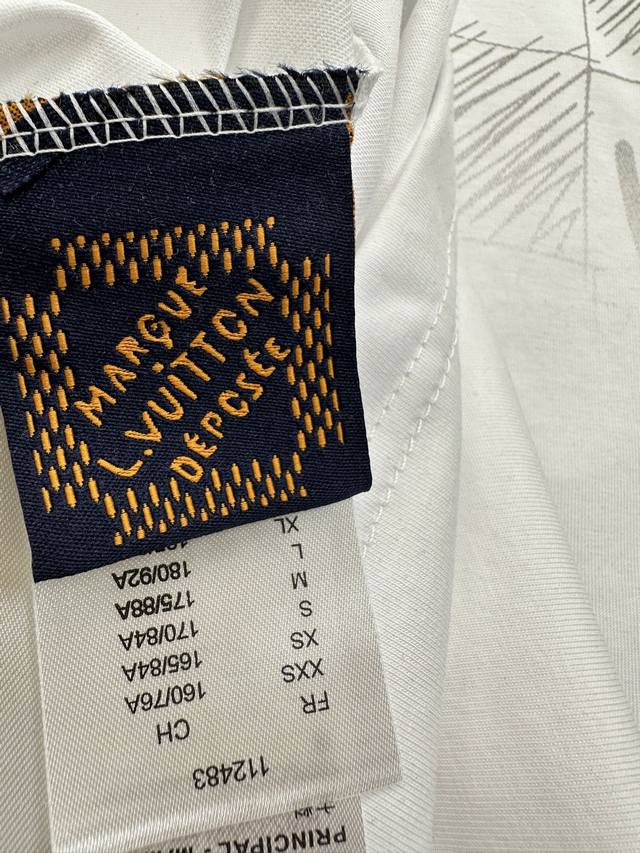 MARQUE
L.VUITTON
DEPOSÉE
PRINCIPAL -
112483
FR CH
XXS 160/76A
XS 165/84A
S 170/84A
M 175/88A
L 180/92A
XL